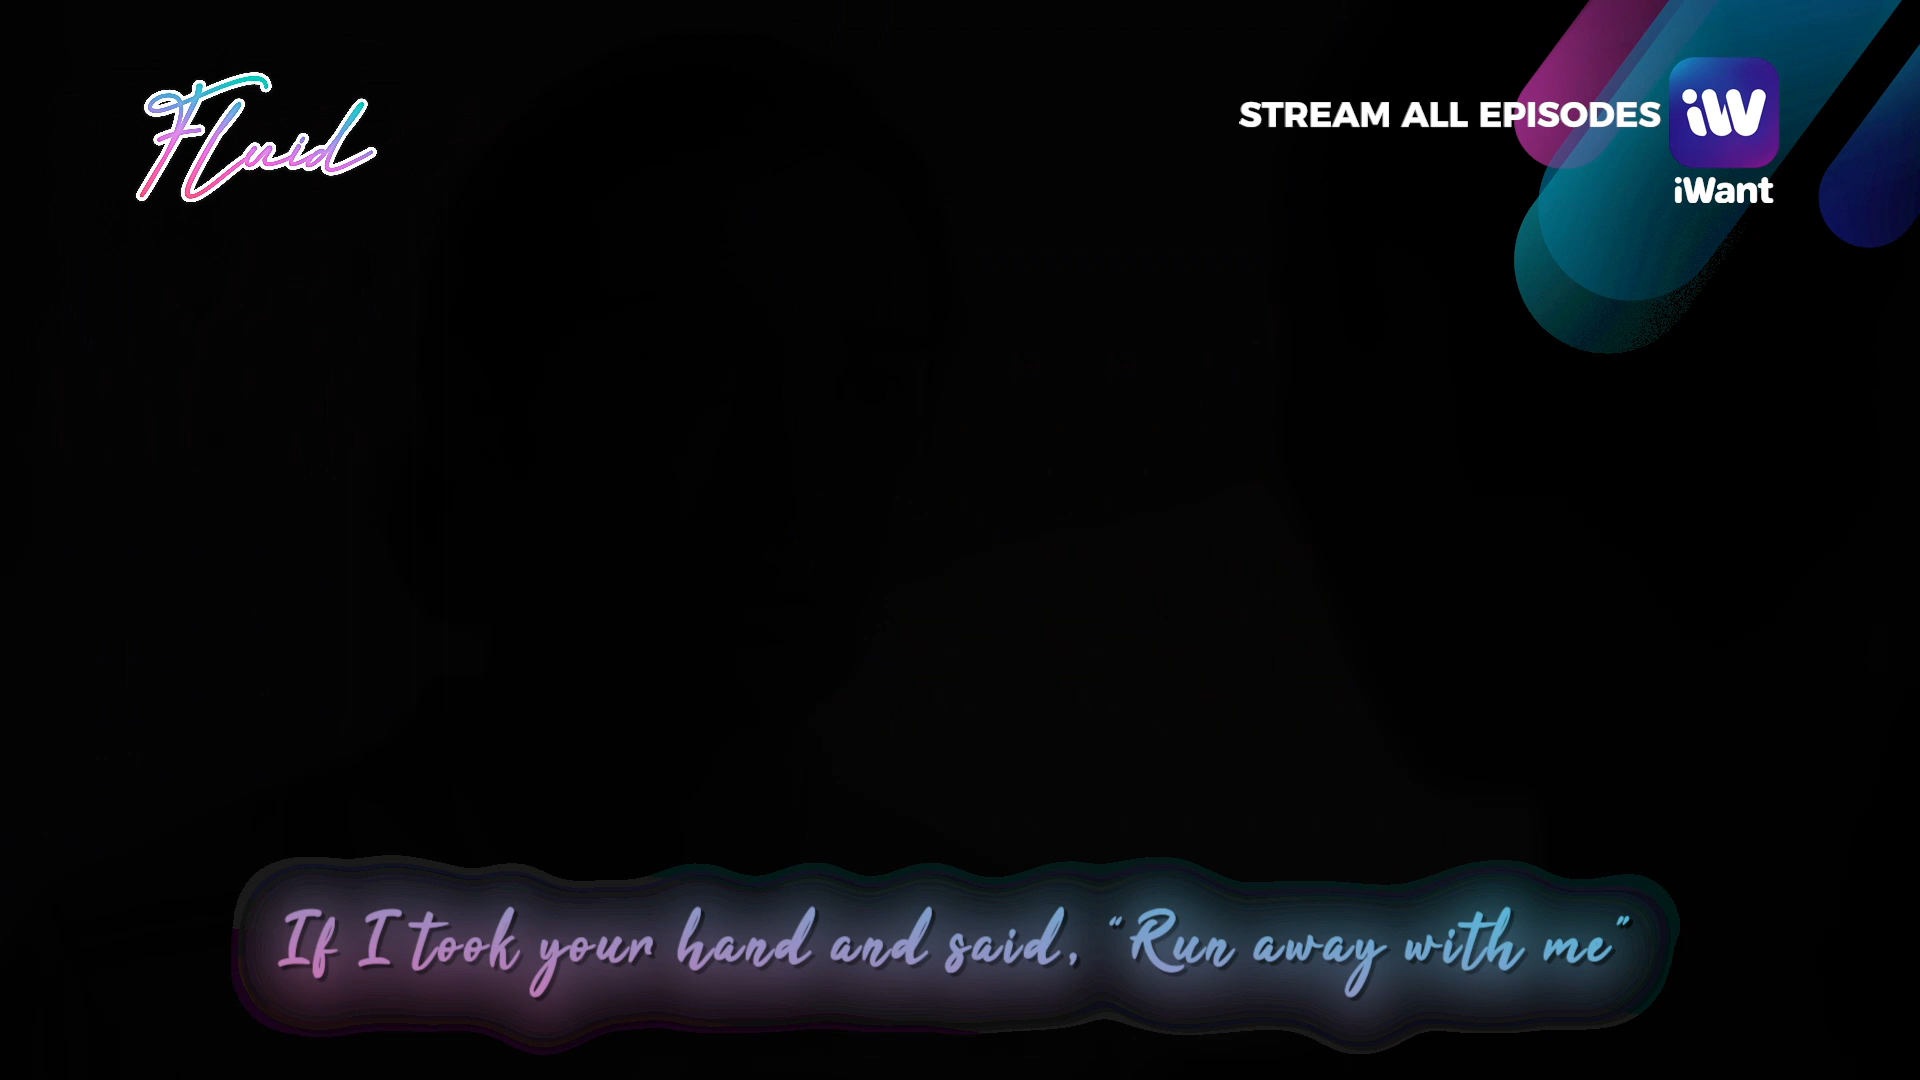 Fluid
STREAM ALL EPISODES
iW
iWant
If I took your hand and said, “Run away with me”